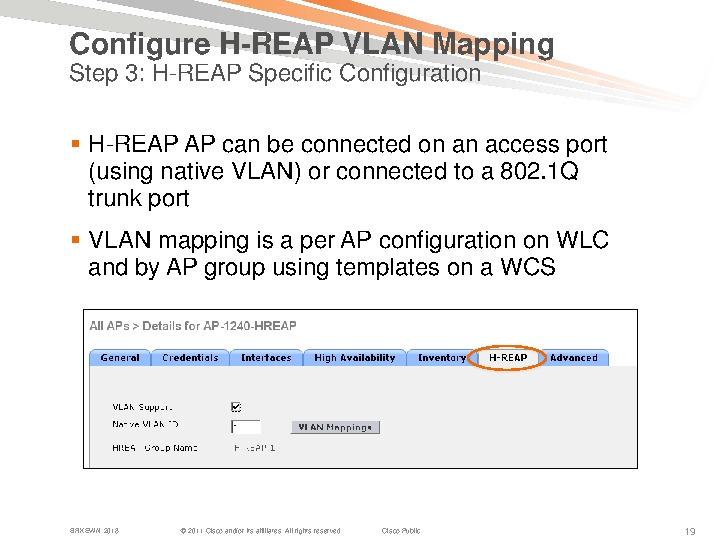 Configure H-REAP VLAN Mapping
Step 3: H-REAP Specific Configuration
H-REAP AP can be connected on an access port
(using native VLAN) or connected to a 802.1Q
trunk port
VLAN mapping is a per AP configuration on WLC
and by AP group using templates on a WCS
All APs > Details for AP-1240-HREAP
General Credentials Interfaces High Availability Inventory H-REAP Advanced
VLAN Support
Native VLAN ID VLAN Mappings
HREAP Group Name H-REAP 1
© 2011 Cisco and/or its affiliates. All rights reserved. Cisco Public 19